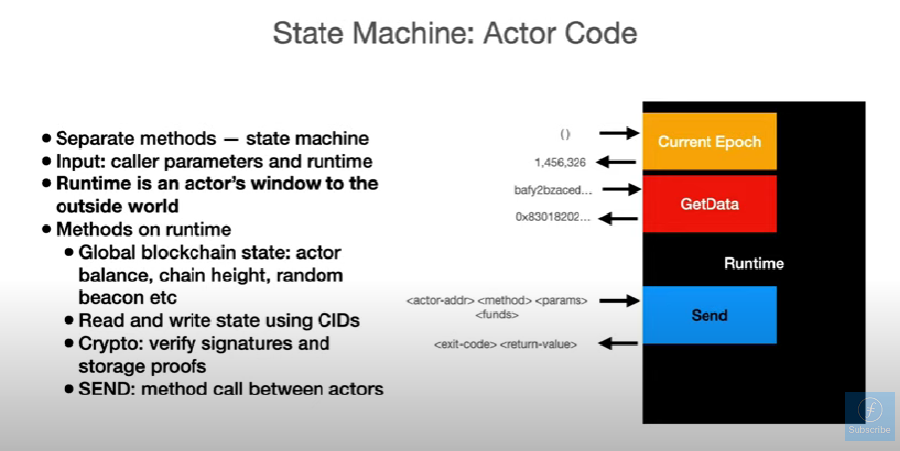 State Machine: Actor Code
• Separate methods — state machine
• Input: caller parameters and runtime
• Runtime is an actor's window to the
outside world
• Methods on runtime
• Global blockchain state: actor
balance, chain height, random
beacon etc
• Read and write state using CIDs
• Crypto: verify signatures and
storage proofs
• SEND: method call between actors
()
Current Epoch
1,456,326
bafy2bzaced...
GetData
0x83018202...
Runtime
<actor-addr> <method> <params>
<funds>
Send
<exit-code> <return-value>
Subscribe